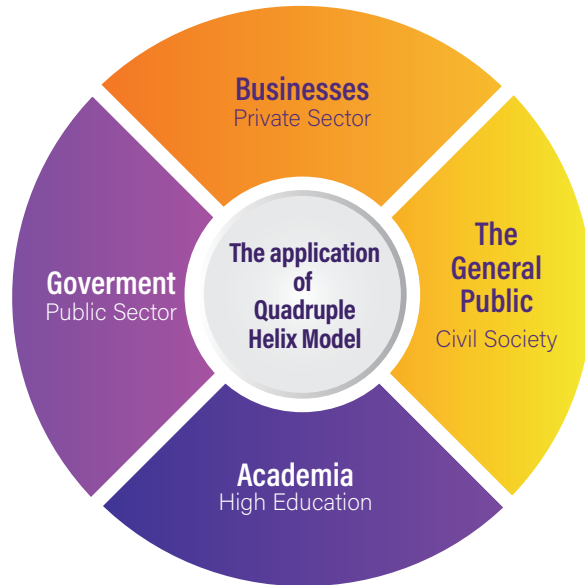 Businesses
Private Sector
The
General
Public
Civil Society
The application
of
Quadruple
Helix Model
Goverment
Public Sector
Academia
High Education